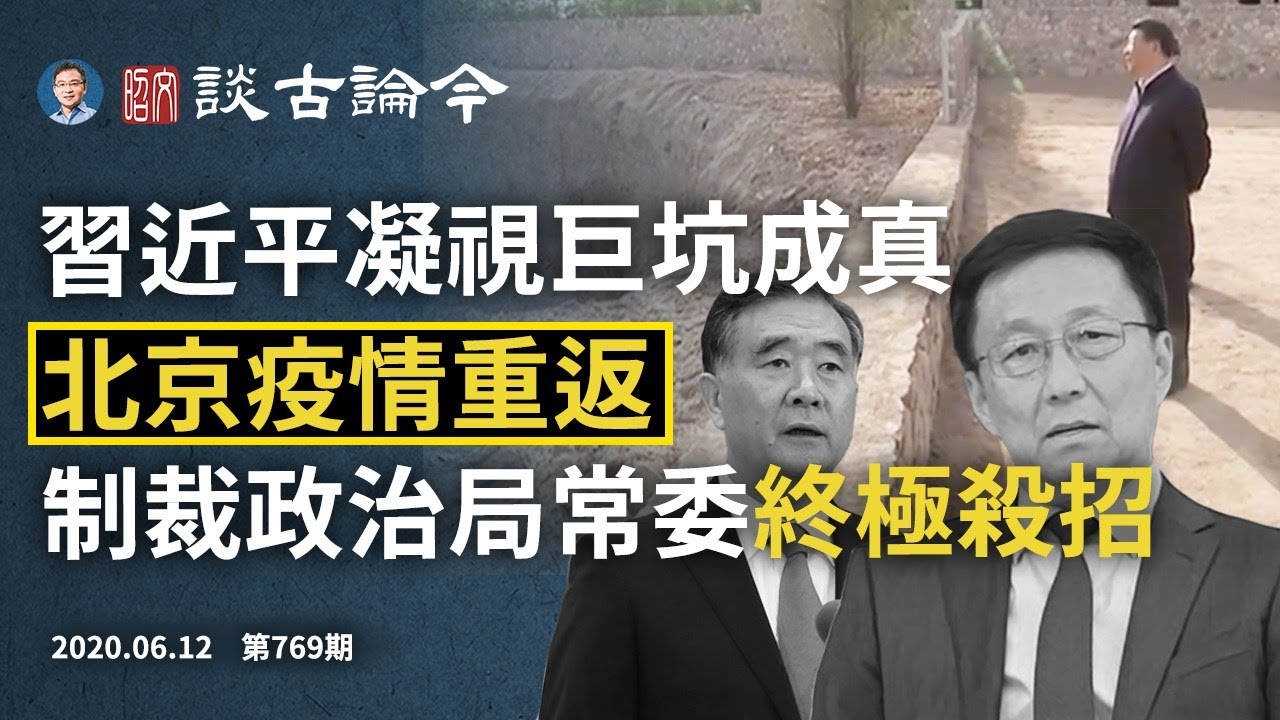 昭文 談古論今
習近平凝視巨坑成真
北京疫情重返
制裁政治局常委終極殺招
2020.06.12 第769期